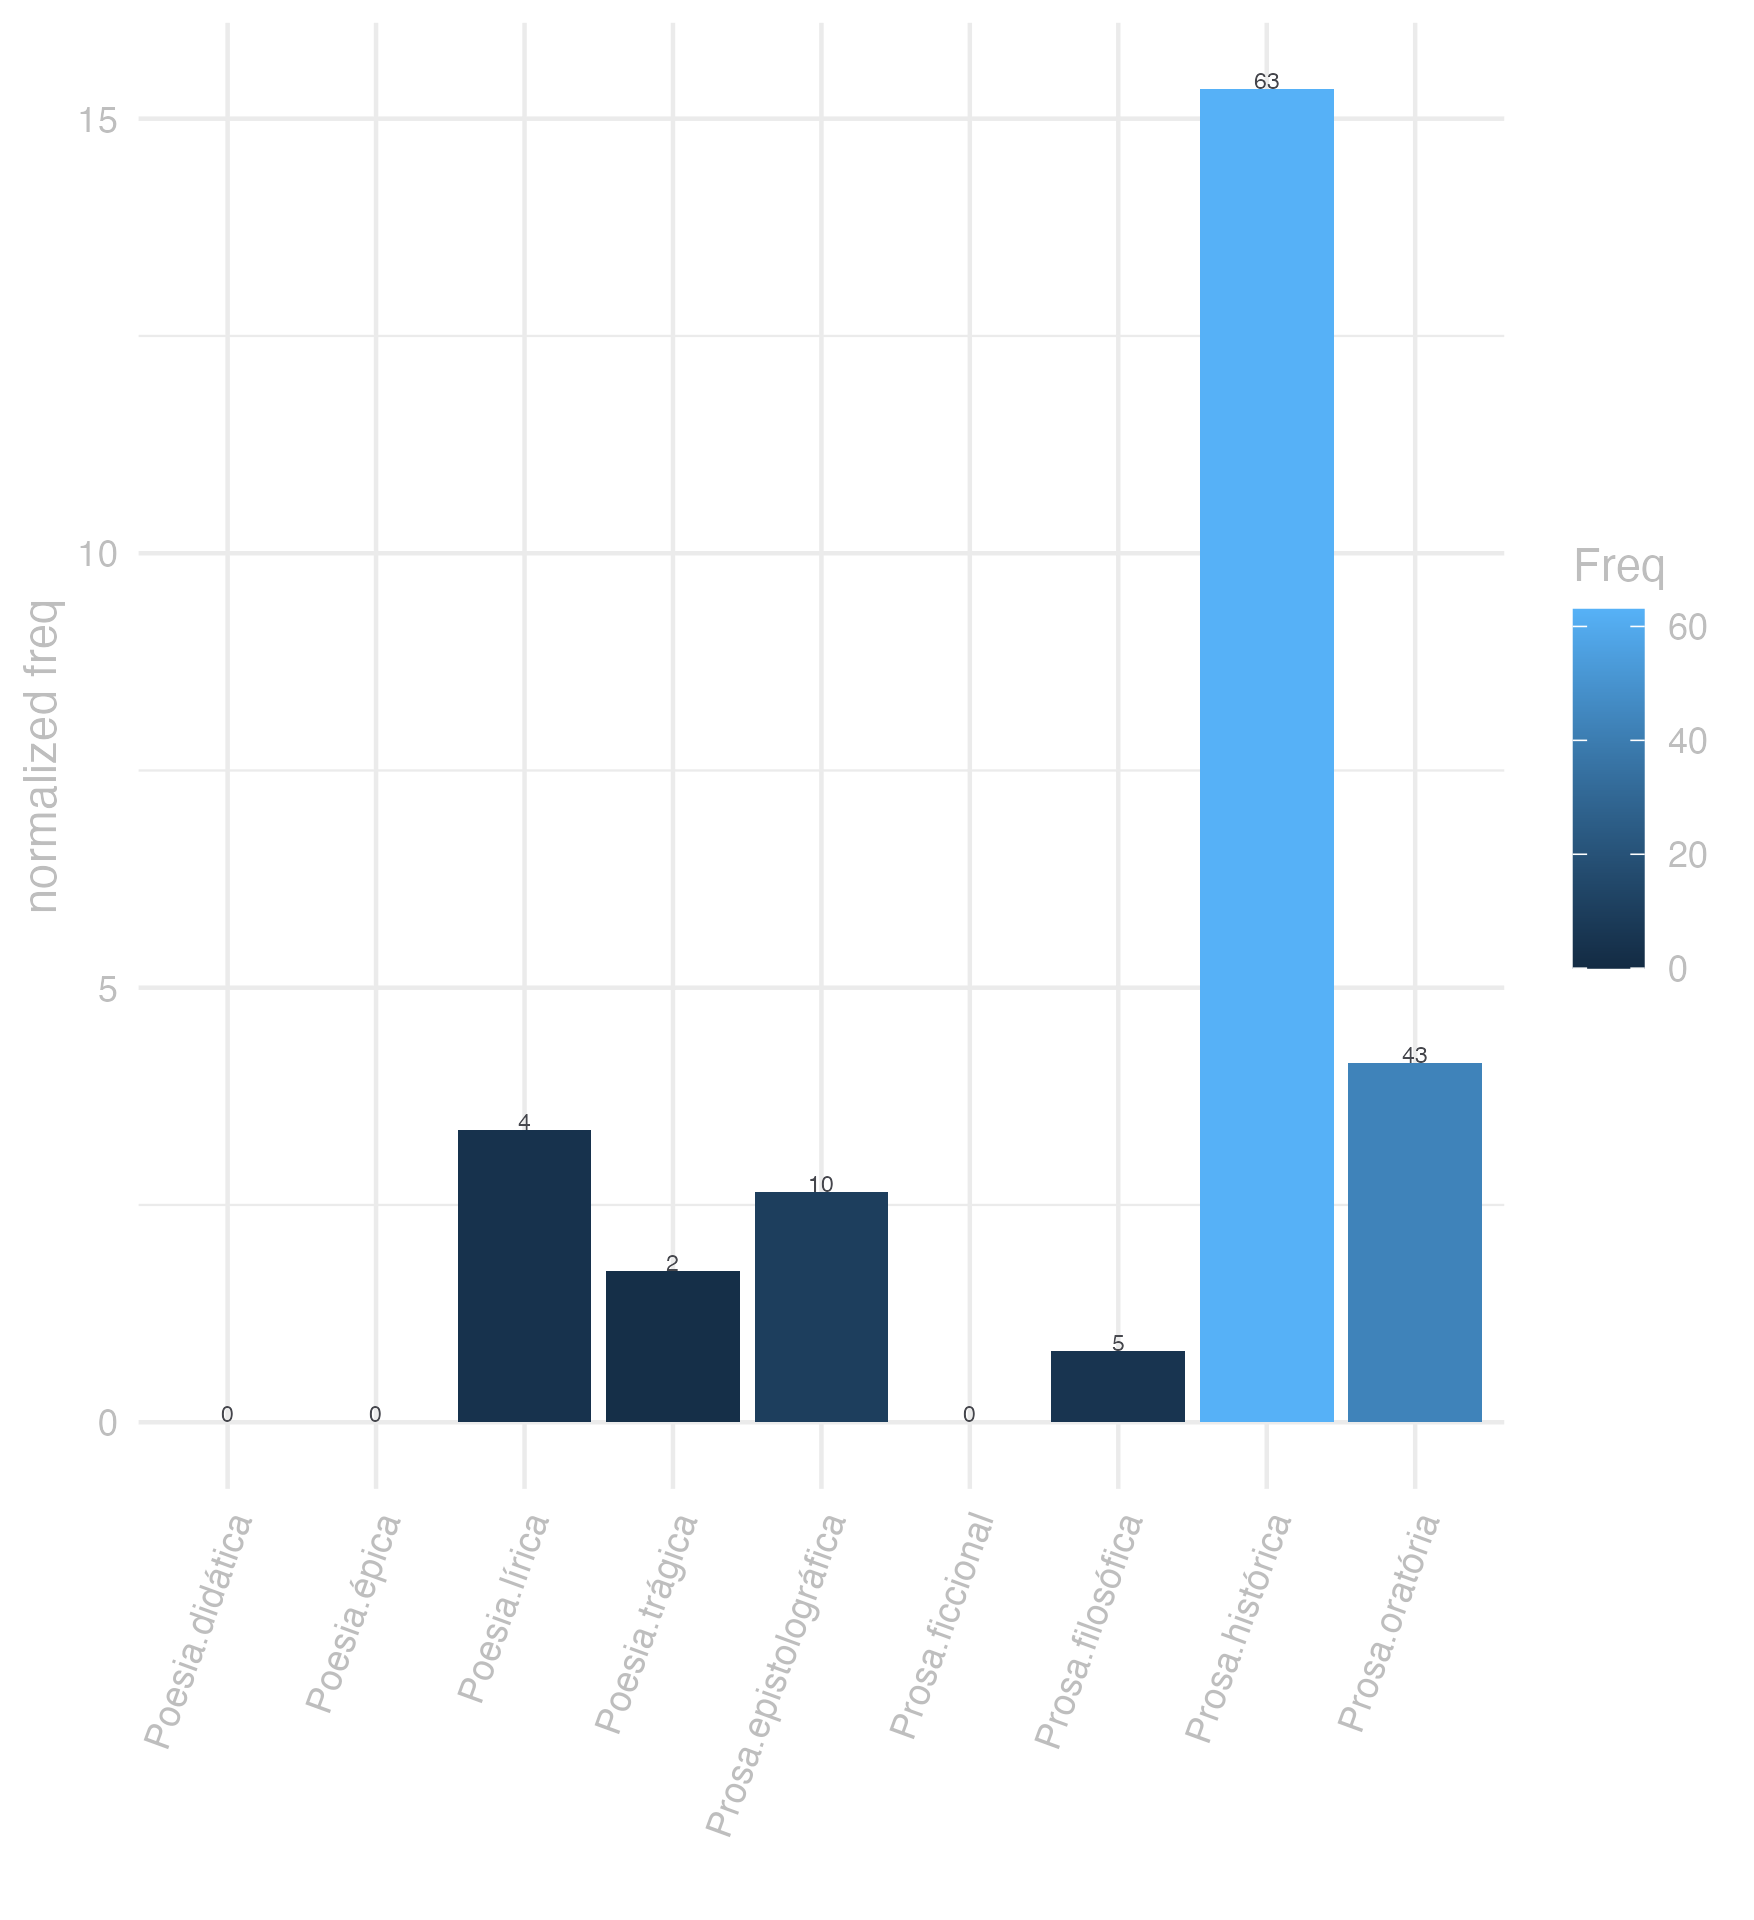 normalized freq
15
10
5
0
0
0
4
2
10
0
5
63
43
Poesia.didática
Poesia.épica
Poesia.lírica
Poesia.trágica
Prosa.epistolográfica
Prosa.ficcional
Prosa.filosófica
Prosa.histórica
Prosa.oratória
Freq
60
40
20
0